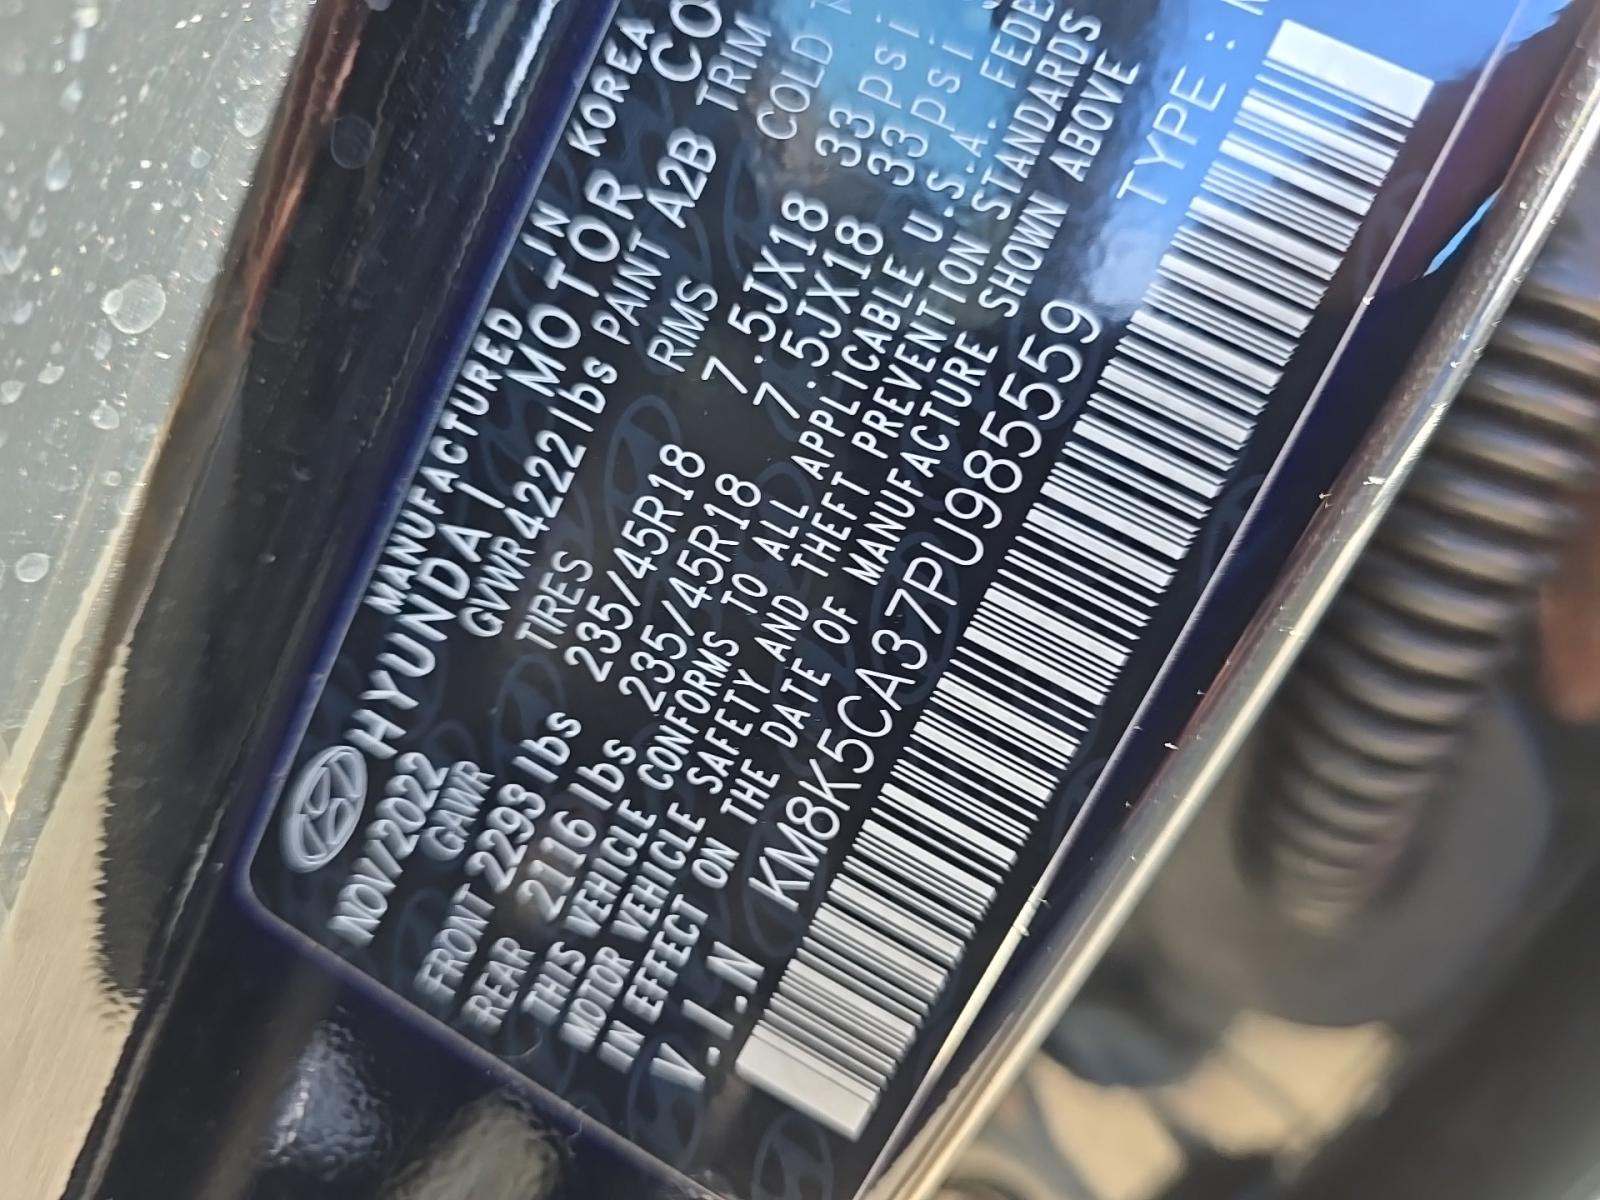 MANUFACTURED IN KOREA
HYUNDAI MOTOR CO
NOV/2022 GVWR 4222lbs PAINT A2B TRIM
GAWR TIRES RIMS COLD
FRONT 2293 lbs 235/45R18 7.5JX18 33 psi
REAR 2116 lbs 235/45R18 7.5JX18 33 psi
THIS VEHICLE CONFORMS TO ALL APPLICABLE U.S.A. FEDE
MOTOR VEHICLE SAFETY AND THEFT PREVENTION STANDARDS
IN EFFECT ON THE DATE OF MANUFACTURE SHOWN ABOVE
V.I.N KM8K5CA37PU985559 TYPE :